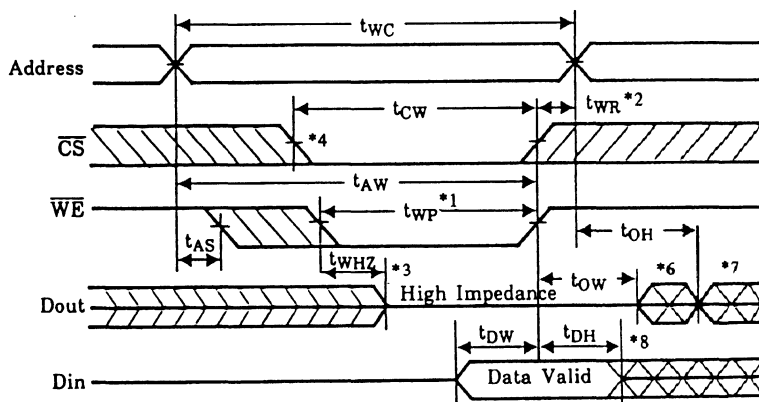 tWC
Address
tCW
tWR*2
CS
*4
tAW
WE
tWP*1
tAS
tWHZ
*3
tOH
High Impedance
tOW
*6
*7
Dout
tDW
tDH
*8
Din
Data Valid